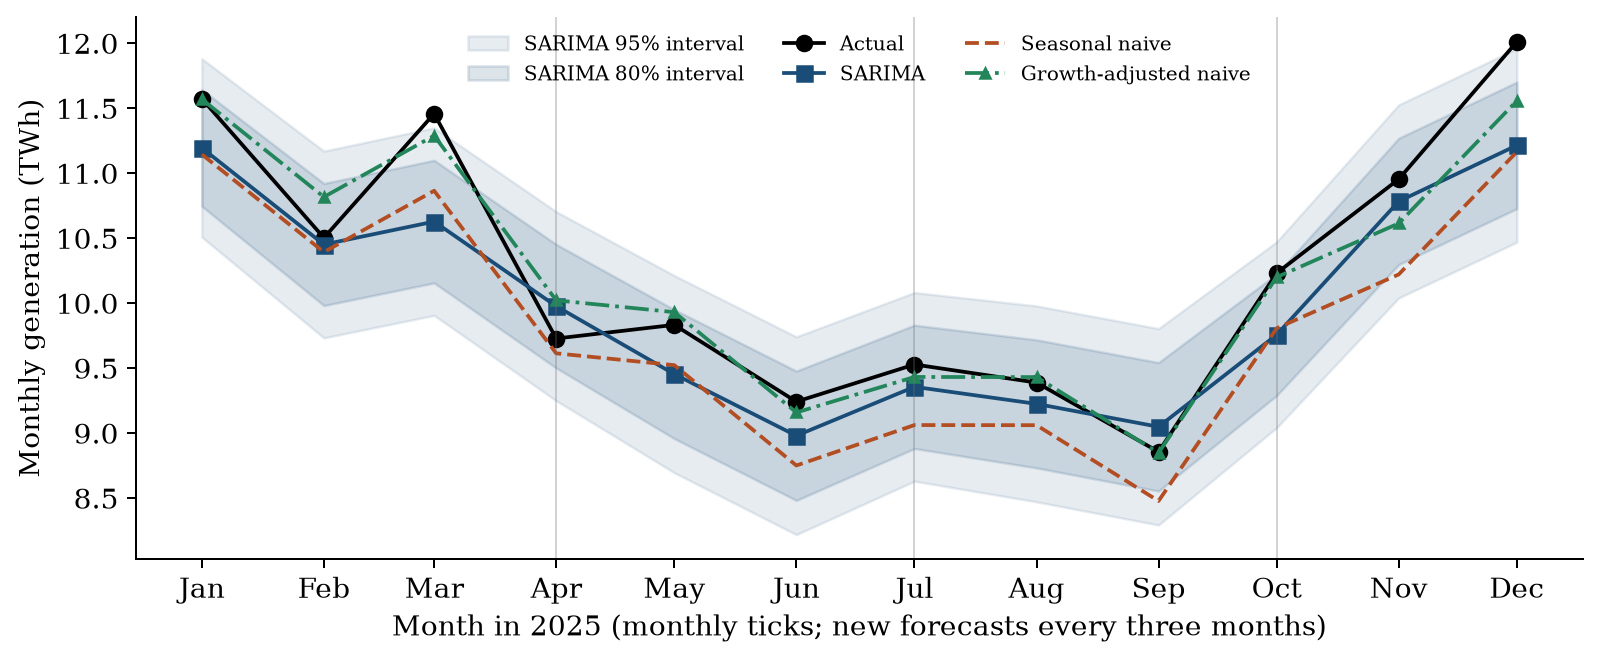 12.0
11.5
11.0
10.5
10.0
9.5
9.0
8.5
Monthly generation (TWh)
SARIMA 95% interval
SARIMA 80% interval
Actual
SARIMA
Seasonal naive
Growth-adjusted naive
Jan Feb Mar Apr May Jun Jul Aug Sep Oct Nov Dec
Month in 2025 (monthly ticks; new forecasts every three months)